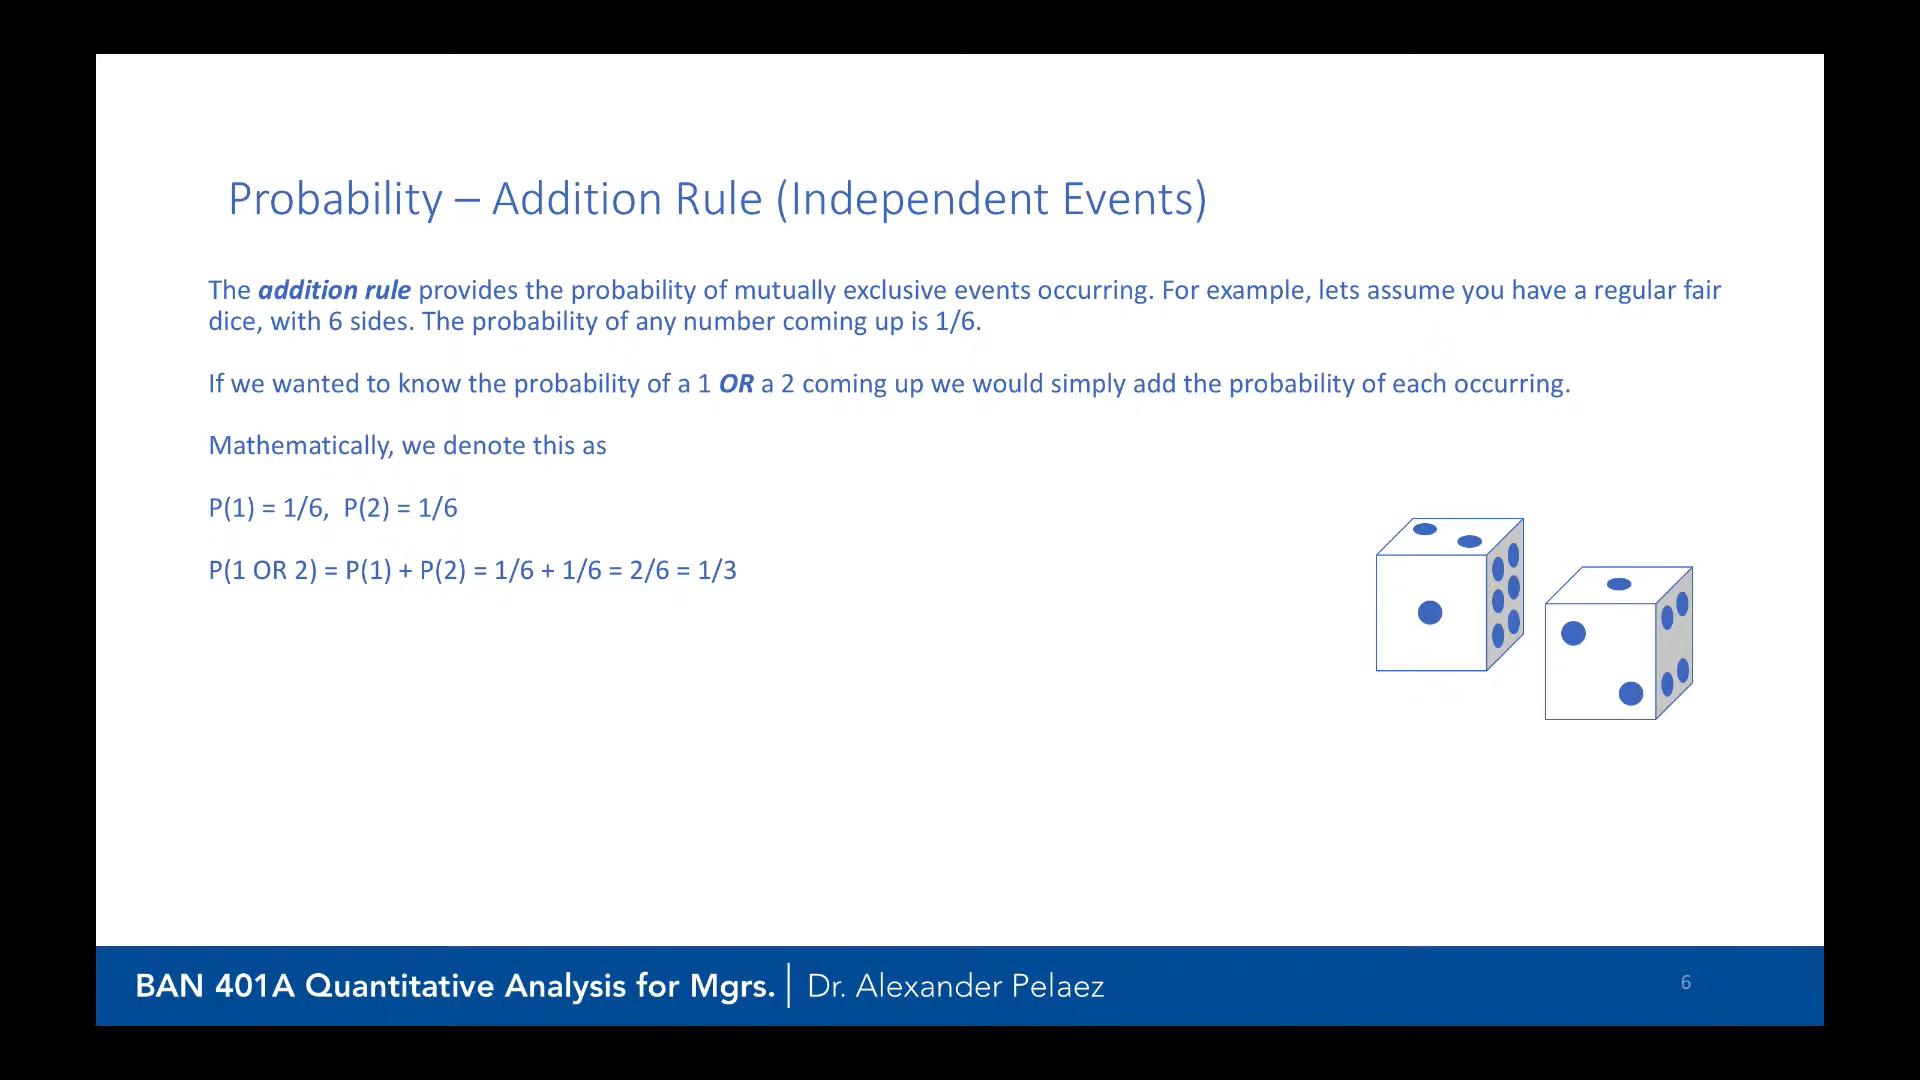 Probability – Addition Rule (Independent Events)
The addition rule provides the probability of mutually exclusive events occurring. For example, lets assume you have a regular fair
dice, with 6 sides. The probability of any number coming up is 1/6.
If we wanted to know the probability of a 1 OR a 2 coming up we would simply add the probability of each occurring.
Mathematically, we denote this as
P(1) = 1/6,  P(2) = 1/6
P(1 OR 2) = P(1) + P(2) = 1/6 + 1/6 = 2/6 = 1/3
BAN 401A Quantitative Analysis for Mgrs. | Dr. Alexander Pelaez
6